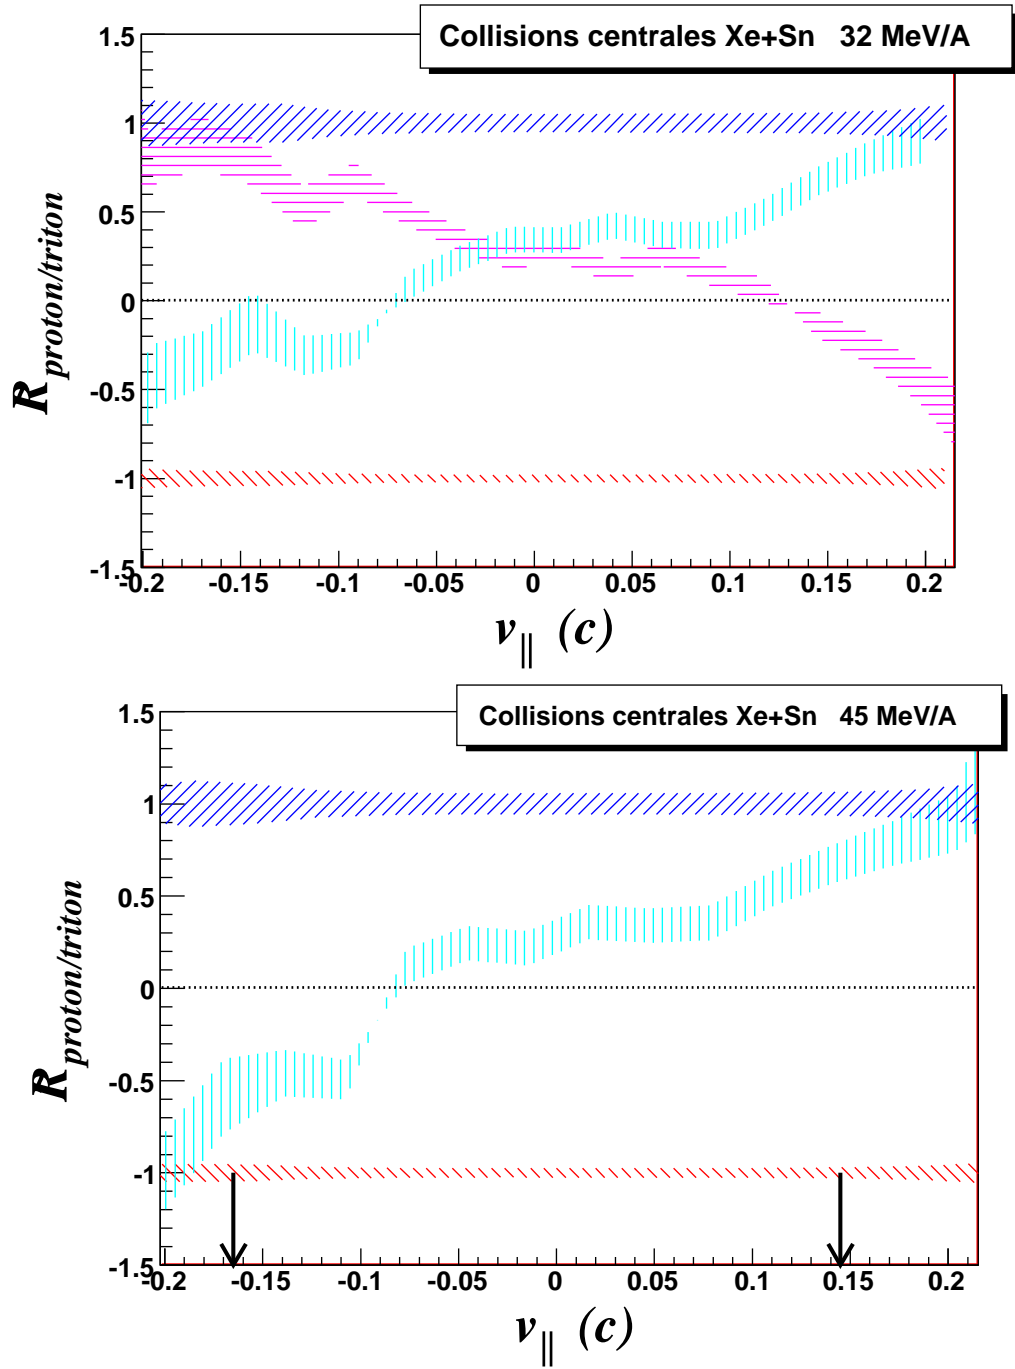 Collisions centrales Xe+Sn 32 MeV/A
1.5
1
0.5
0
-0.5
-1
-1.5
R proton/triton
-0.2 -0.15 -0.1 -0.05 0 0.05 0.1 0.15 0.2
v|| (c)
Collisions centrales Xe+Sn 45 MeV/A
1.5
1
0.5
0
-0.5
-1
-1.5
R proton/triton
-0.2 -0.15 -0.1 -0.05 0 0.05 0.1 0.15 0.2
v|| (c)